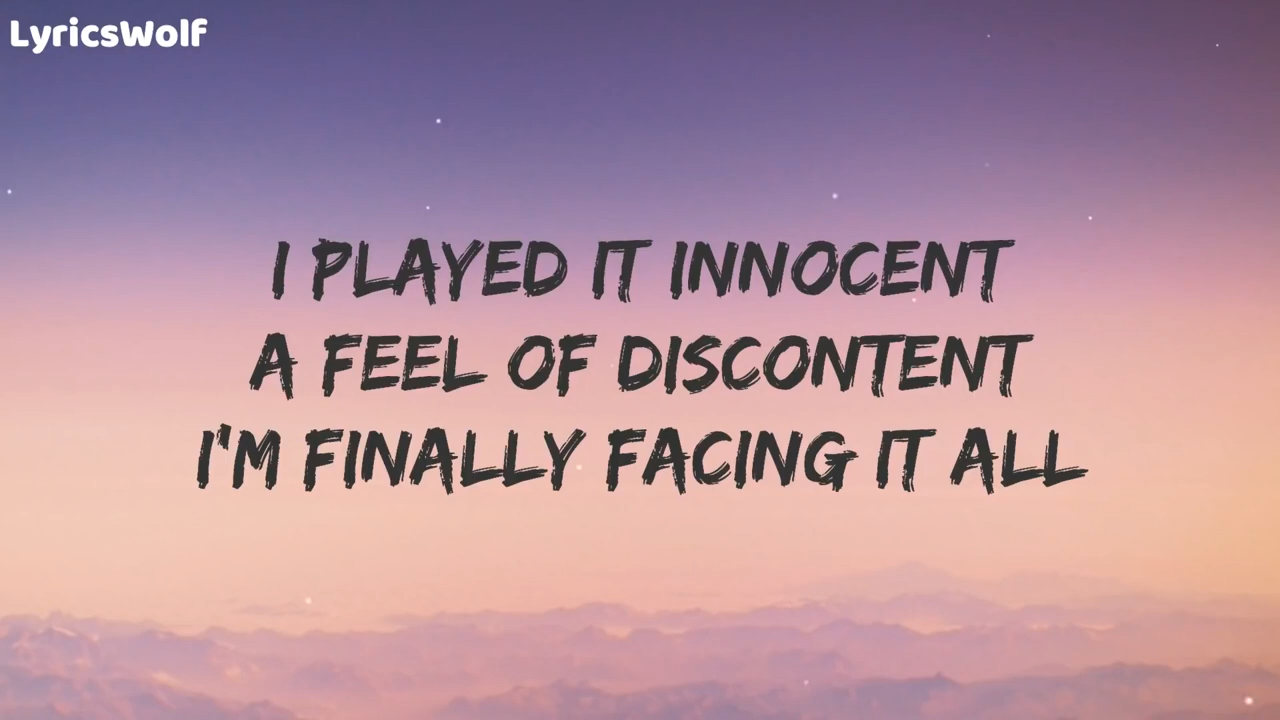 LyricsWolf
I PLAYED IT INNOCENT
A FEEL OF DISCONTENT
I'M FINALLY FACING IT ALL